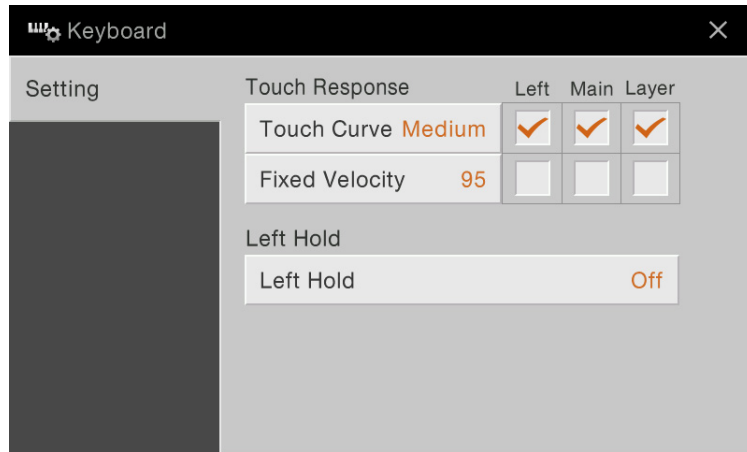 Keyboard
Setting
Touch Response Left Main Layer
Touch Curve Medium
Fixed Velocity 95
Left Hold
Left Hold Off